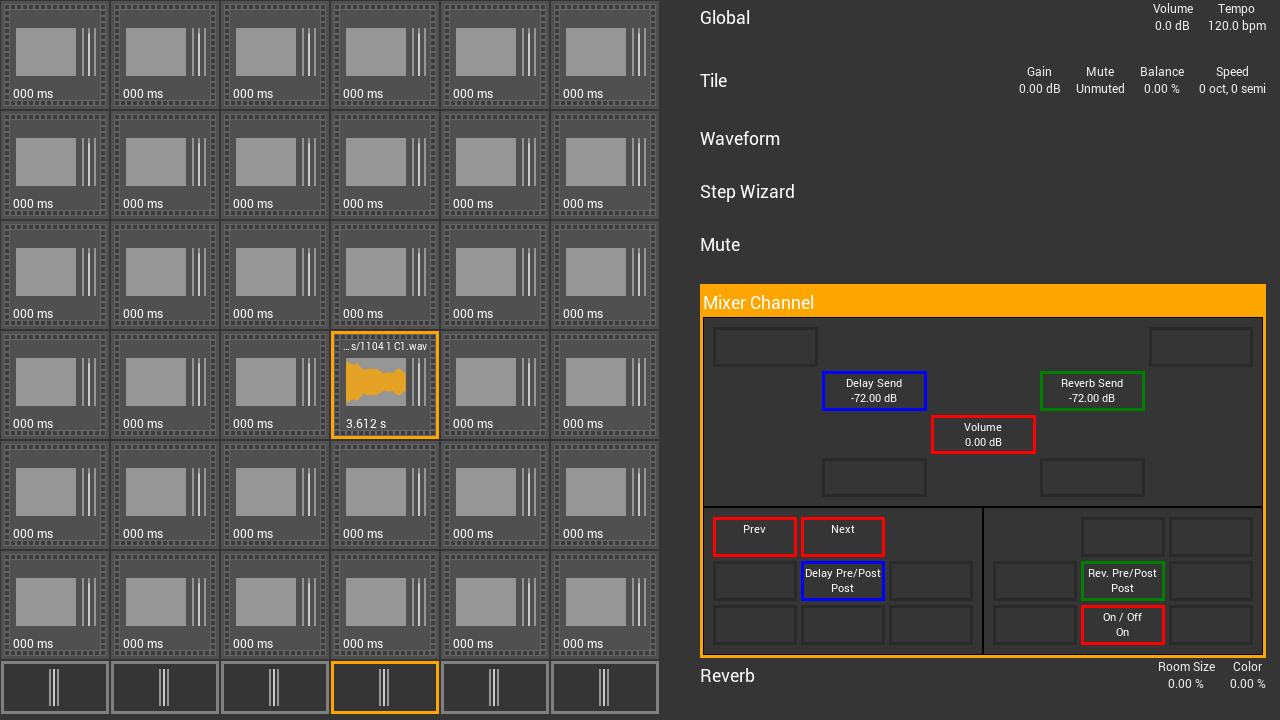 000 ms 000 ms 000 ms 000 ms 000 ms 000 ms
000 ms 000 ms 000 ms 000 ms 000 ms 000 ms
000 ms 000 ms 000 ms 000 ms 000 ms 000 ms
...s/1104 1 C1.wav
000 ms 000 ms 000 ms 3.612 s 000 ms 000 ms
000 ms 000 ms 000 ms 000 ms 000 ms 000 ms
000 ms 000 ms 000 ms 000 ms 000 ms 000 ms
Global
Volume Tempo
0.0 dB 120.0 bpm
Tile
Gain Mute Balance Speed
0.00 dB Unmuted 0.00 % 0 oct, 0 semi
Waveform
Step Wizard
Mute
Mixer Channel
Delay Send
-72.00 dB
Reverb Send
-72.00 dB
Volume
0.00 dB
Prev
Next
Delay Pre/Post
Post
Rev. Pre/Post
Post
On / Off
On
Reverb
Room Size Color
0.00 % 0.00 %